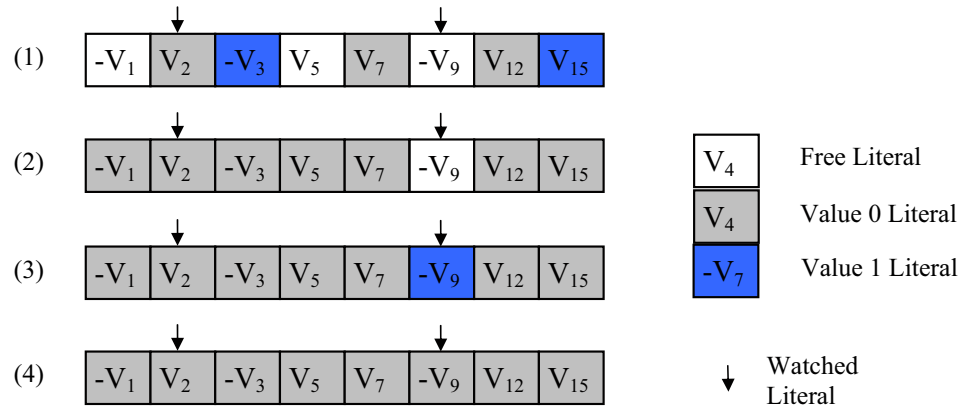 (1) -V₁ V₂ -V₃ V₅ V₇ -V₉ V₁₂ V₁₅
(2) -V₁ V₂ -V₃ V₅ V₇ -V₉ V₁₂ V₁₅
(3) -V₁ V₂ -V₃ V₅ V₇ -V₉ V₁₂ V₁₅
(4) -V₁ V₂ -V₃ V₅ V₇ -V₉ V₁₂ V₁₅
V₄ Free Literal
V₄ Value 0 Literal
-V₇ Value 1 Literal
Watched
Literal